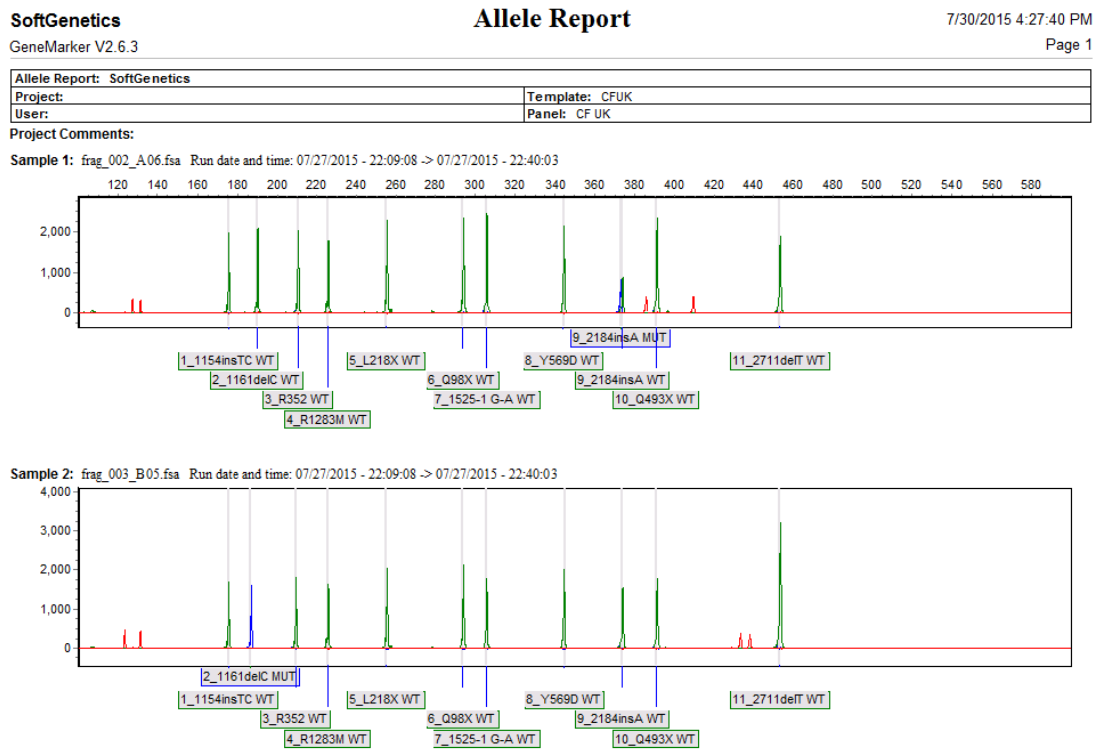 SoftGenetics Allele Report 7/30/2015 4:27:40 PM
GeneMarker V2.6.3 Page 1
Allele Report: SoftGenetics
Project: Template: CFUK
User: Panel: CF UK
Project Comments:
Sample 1: frag_002_A06.fsa Run date and time: 07/27/2015 - 22:09:08 -> 07/27/2015 - 22:40:03
120 140 160 180 200 220 240 260 280 300 320 340 360 380 400 420 440 460 480 500 520 540 560 580
2,000
1,000
0
9_2184insA MUT
1_1154insTC WT 5_L218X WT 8_Y569D WT 11_2711delT WT
2_1161delC WT 6_Q98X WT 9_2184insA WT
3_R352 WT 7_1525-1 G-A WT 10_Q493X WT
4_R1283M WT
Sample 2: frag_003_B05.fsa Run date and time: 07/27/2015 - 22:09:08 -> 07/27/2015 - 22:40:03
4,000
3,000
2,000
1,000
0
2_1161delC MUT
1_1154insTC WT 5_L218X WT 8_Y569D WT 11_2711delT WT
3_R352 WT 6_Q98X WT 9_2184insA WT
4_R1283M WT 7_1525-1 G-A WT 10_Q493X WT